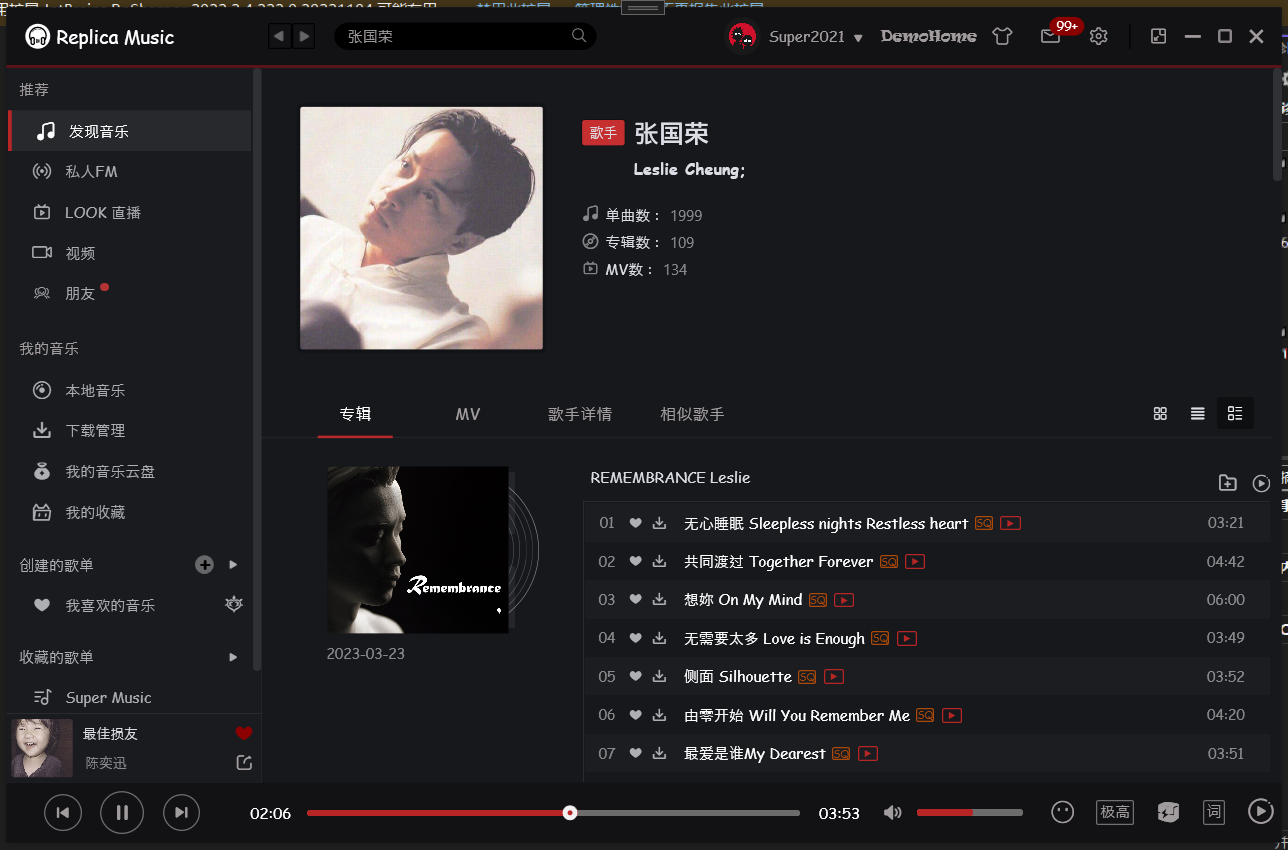 Replica Music
张国荣
Super2021
DemoHome
99+
推荐
发现音乐
私人FM
LOOK 直播
视频
朋友
我的音乐
本地音乐
下载管理
我的音乐云盘
我的收藏
创建的歌单
我喜欢的音乐
收藏的歌单
Super Music
最佳损友
陈奕迅
歌手 张国荣
Leslie Cheung;
单曲数： 1999
专辑数： 109
MV数： 134
专辑 MV 歌手详情 相似歌手
Remembrance
2023-03-23
REMEMBRANCE Leslie
01 无心睡眠 Sleepless nights Restless heart SQ 03:21
02 共同渡过 Together Forever SQ 04:42
03 想妳 On My Mind SQ 06:00
04 无需要太多 Love is Enough SQ 03:49
05 侧面 Silhouette SQ 03:52
06 由零开始 Will You Remember Me SQ 04:20
07 最爱是谁My Dearest SQ 03:51
02:06 03:53 极高 词